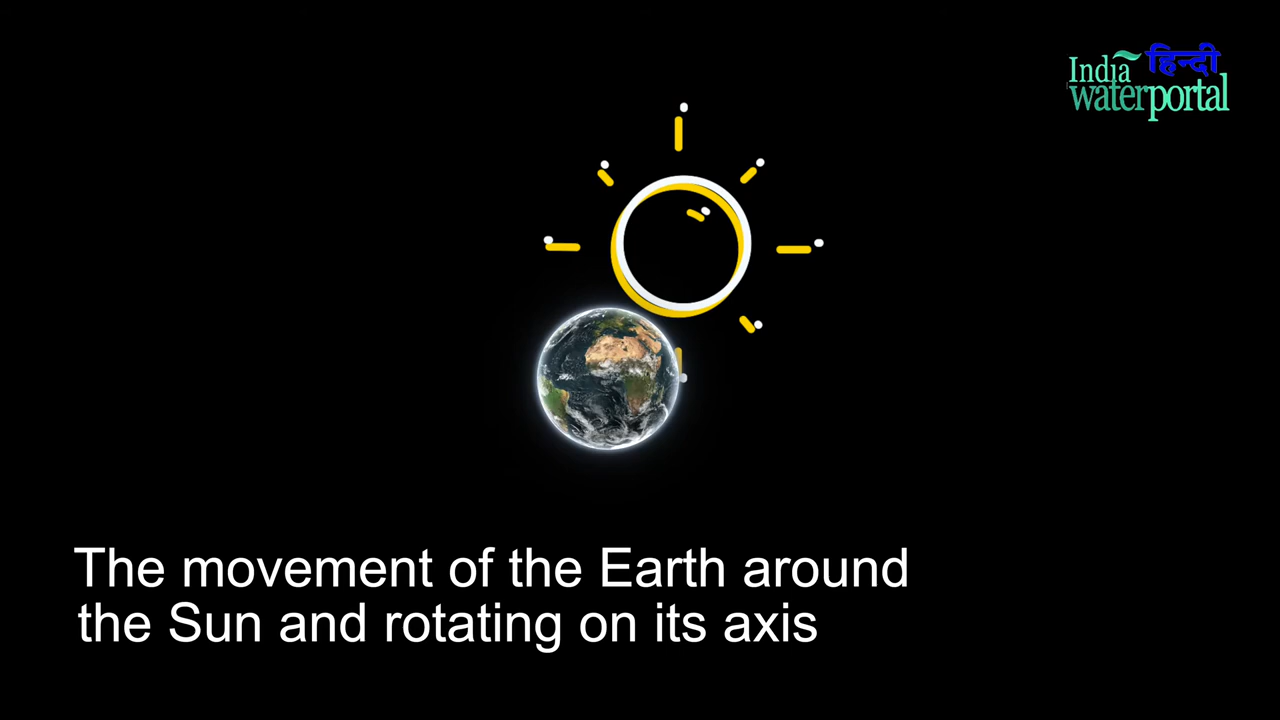 India हिन्दी
waterportal
The movement of the Earth around
the Sun and rotating on its axis